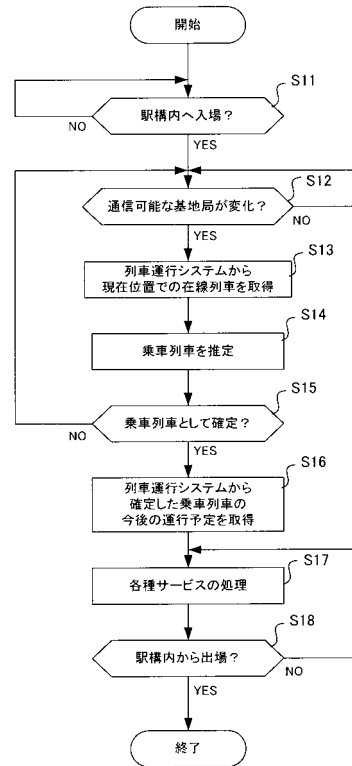 開始
S11
駅構内へ入場？
NO
YES
S12
通信可能な基地局が変化？
NO
YES
S13
列車運行システムから
現在位置での在線列車を取得
S14
乗車列車を推定
S15
乗車列車として確定？
NO
YES
S16
列車運行システムから
確定した乗車列車の
今後の運行予定を取得
S17
各種サービスの処理
S18
駅構内から出場？
NO
YES
終了